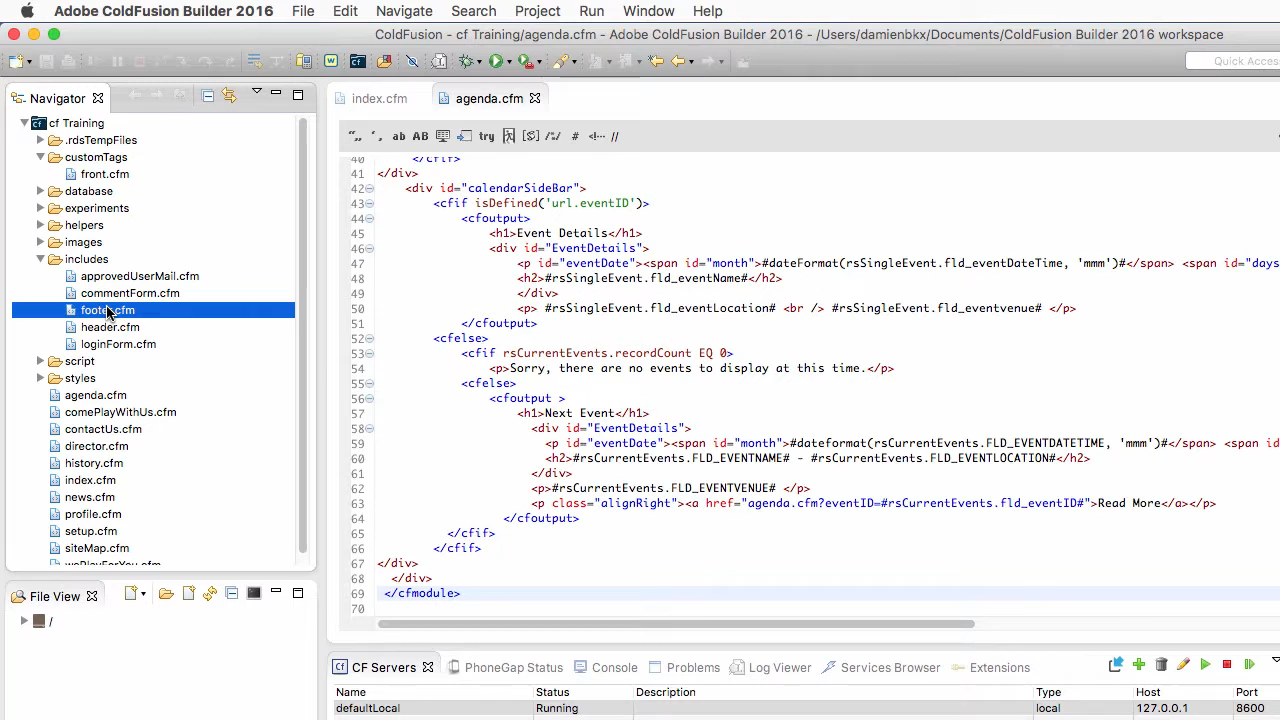 Adobe ColdFusion Builder 2016 File Edit Navigate Search Project Run Window Help
ColdFusion - cf Training/agenda.cfm - Adobe ColdFusion Builder 2016 - /Users/damienbkx/Documents/ColdFusion Builder 2016 workspace
Quick Access
Navigator
cf Training
.rdsTempFiles
customTags
front.cfm
database
experiments
helpers
images
includes
approvedUserMail.cfm
commentForm.cfm
footer.cfm
header.cfm
loginForm.cfm
script
styles
agenda.cfm
comePlayWithUs.cfm
contactUs.cfm
director.cfm
history.cfm
index.cfm
news.cfm
profile.cfm
setup.cfm
siteMap.cfm
wePlayForYou.cfm
File View
/
index.cfm agenda.cfm
" ,, ' , ab AB try /*/ # <!-- //
40 </cfif>
41 </div>
42 <div id="calendarSideBar">
43 <cfif isDefined('url.eventID')>
44 <cfoutput>
45 <h1>Event Details</h1>
46 <div id="EventDetails">
47 <p id="eventDate"><span id="month">#dateFormat(rsSingleEvent.fld_eventDateTime, 'mmm')#</span> <span id="days
48 <h2>#rsSingleEvent.fld_eventName#</h2>
49 </div>
50 <p> #rsSingleEvent.fld_eventLocation# <br /> #rsSingleEvent.fld_eventvenue# </p>
51 </cfoutput>
52 <cfelse>
53 <cfif rsCurrentEvents.recordCount EQ 0>
54 <p>Sorry, there are no events to display at this time.</p>
55 <cfelse>
56 <cfoutput >
57 <h1>Next Event</h1>
58 <div id="EventDetails">
59 <p id="eventDate"><span id="month">#dateformat(rsCurrentEvents.FLD_EVENTDATETIME, 'mmm')#</span> <span id
60 <h2>#rsCurrentEvents.FLD_EVENTNAME# - #rsCurrentEvents.FLD_EVENTLOCATION#</h2>
61 </div>
62 <p>#rsCurrentEvents.FLD_EVENTVENUE# </p>
63 <p class="alignRight"><a href="agenda.cfm?eventID=#rsCurrentEvents.fld_eventID#">Read More</a></p>
64 </cfoutput>
65 </cfif>
66 </cfif>
67 </div>
68 </div>
69 </cfmodule>
70
CF Servers PhoneGap Status Console Problems Log Viewer Services Browser Extensions
Name Status Description Type Host Port
defaultLocal Running local 127.0.0.1 8600